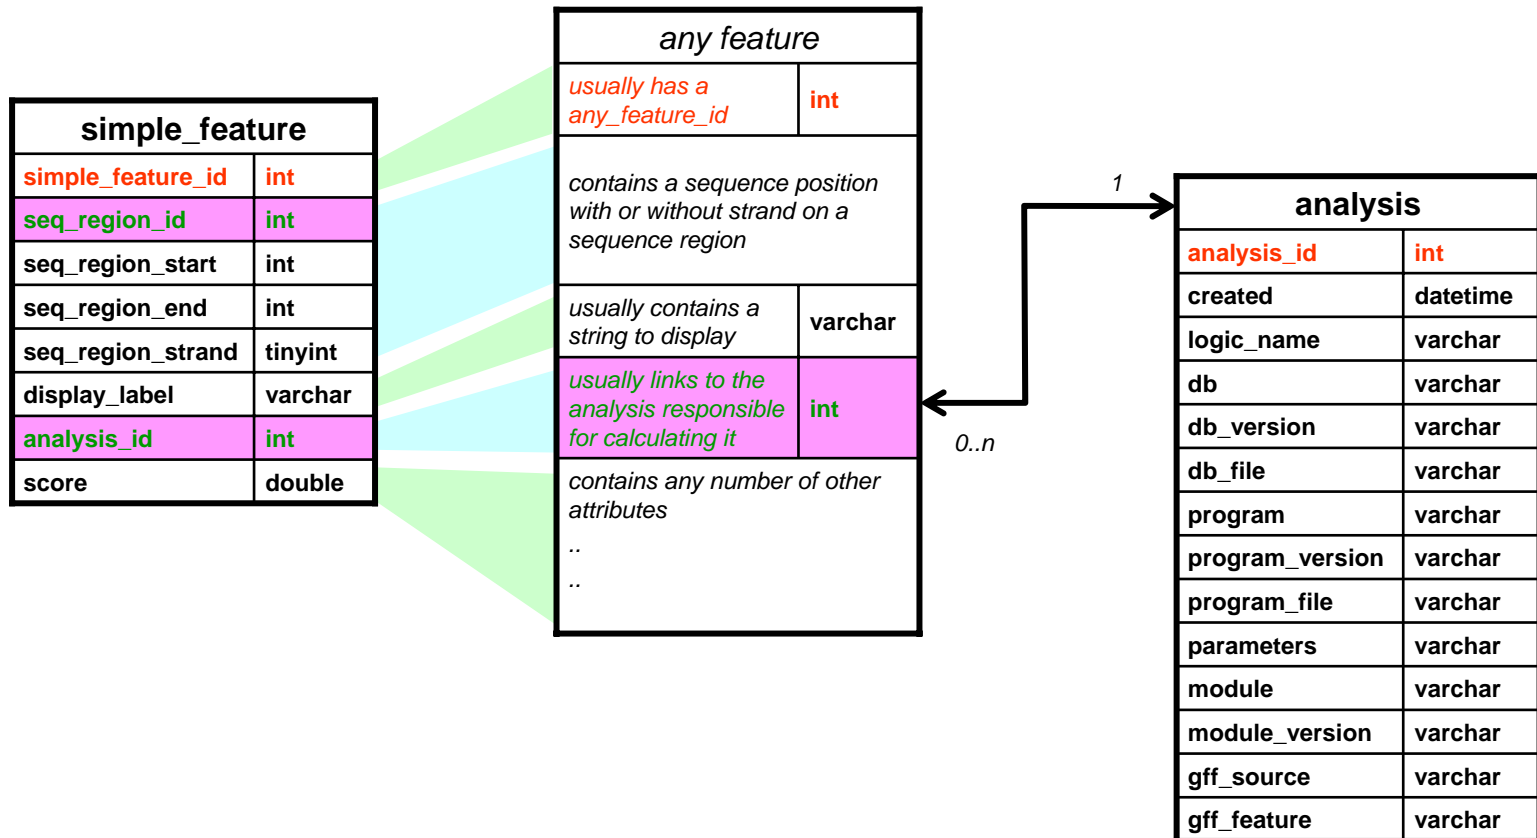 simple_feature
simple_feature_id int
seq_region_id int
seq_region_start int
seq_region_end int
seq_region_strand tinyint
display_label varchar
analysis_id int
score double
any feature
usually has a
any_feature_id
int
contains a sequence position
with or without strand on a
sequence region
usually contains a
string to display
varchar
usually links to the
analysis responsible
for calculating it
int
contains any number of other
attributes
..
..
1
0..n
analysis
analysis_id int
created datetime
logic_name varchar
db varchar
db_version varchar
db_file varchar
program varchar
program_version varchar
program_file varchar
parameters varchar
module varchar
module_version varchar
gff_source varchar
gff_feature varchar